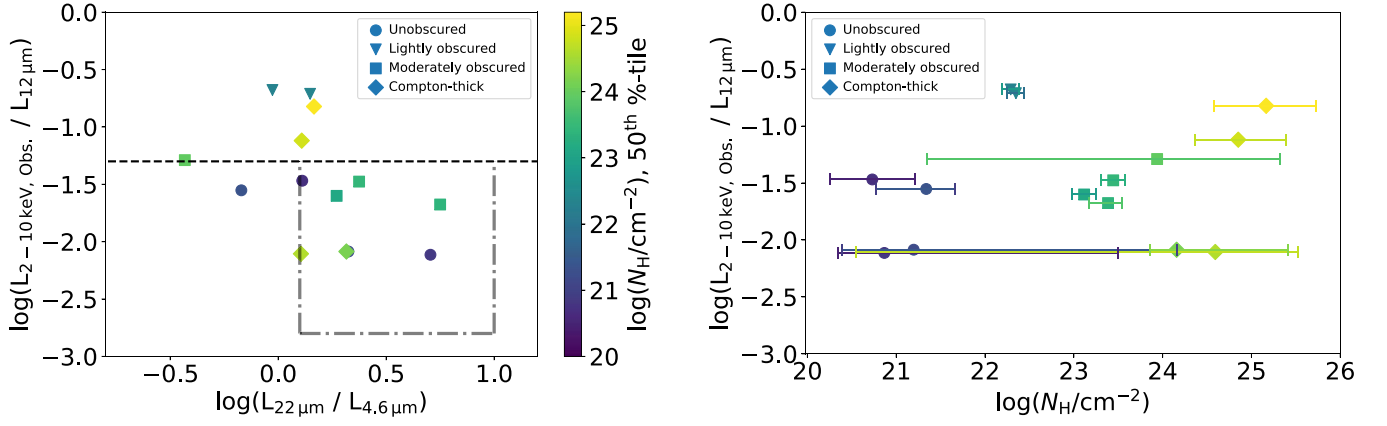 0.0
−0.5
−1.0
−1.5
−2.0
−2.5
−3.0
log(L2 − 10 keV, Obs. / L12 μm)
Unobscured
Lightly obscured
Moderately obscured
Compton-thick
−0.5
0.0
0.5
1.0
log(L22 μm / L4.6 μm)
25
24
23
22
21
20
log(NH/cm−2), 50th %-tile
0.0
−0.5
−1.0
−1.5
−2.0
−2.5
−3.0
log(L2 − 10 keV, Obs. / L12 μm)
Unobscured
Lightly obscured
Moderately obscured
Compton-thick
20
21
22
23
24
25
26
log(NH/cm−2)